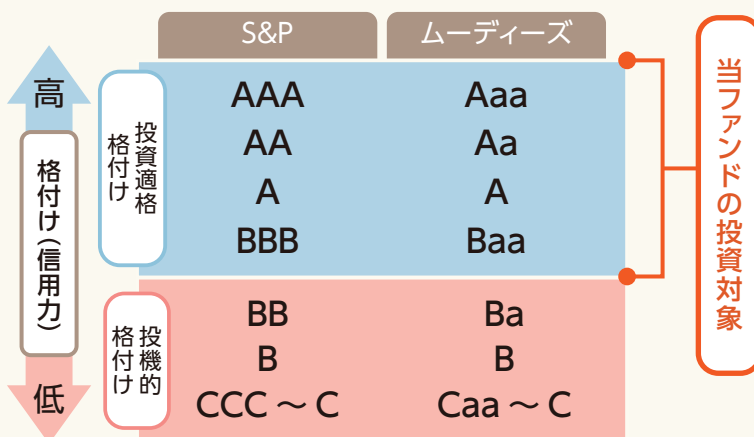 S&P ムーディーズ
高
格付け(信用力)
低
投資適格
格付け
AAA Aaa
AA Aa
A A
BBB Baa
投機的
格付け
BB Ba
B B
CCC ～ C Caa ～ C
当ファンドの投資対象